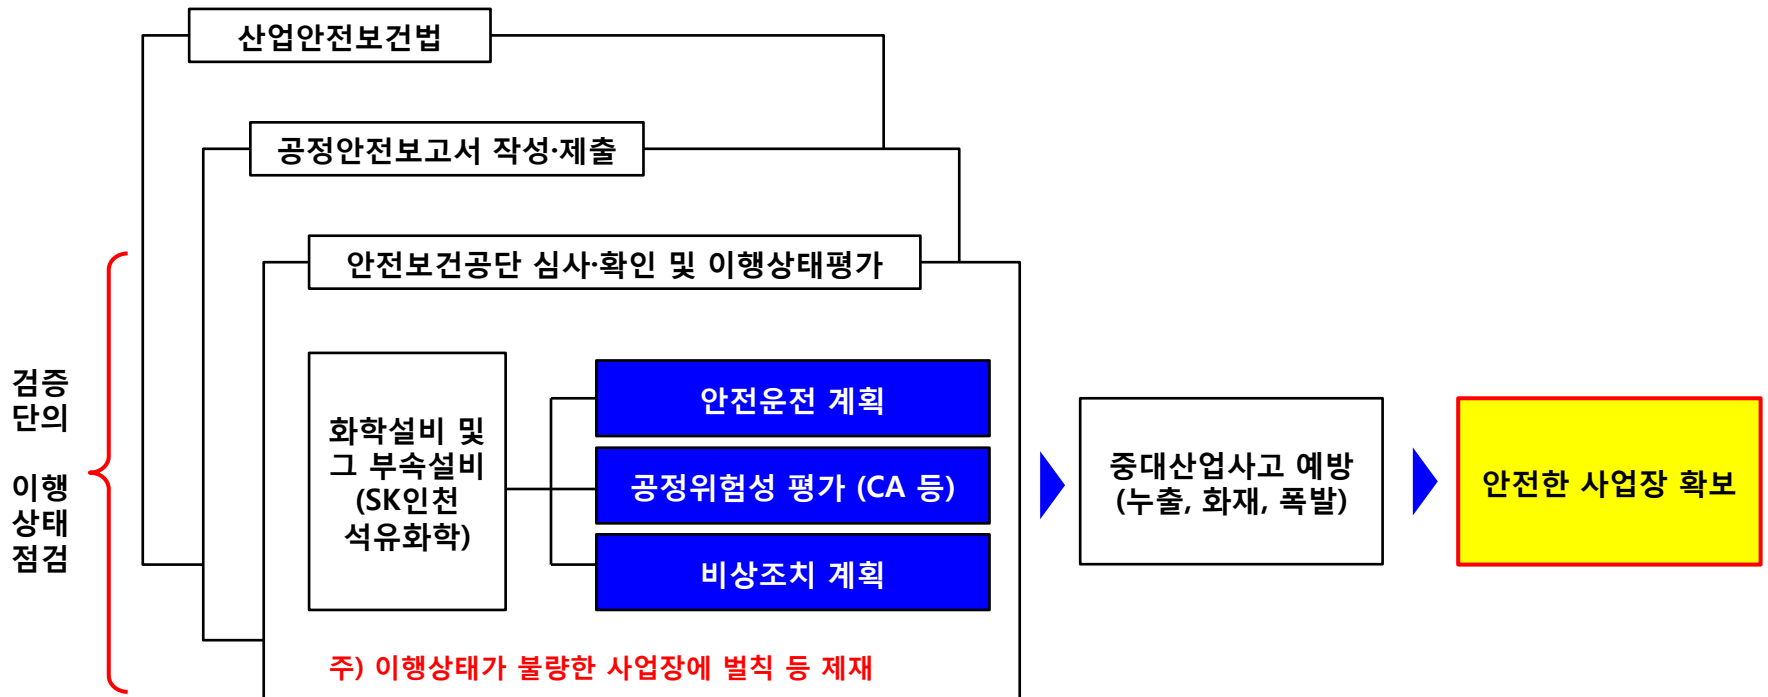 산업안전보건법
공정안전보고서 작성·제출
안전보건공단 심사·확인 및 이행상태평가
검증
단의
이행
상태
점검
화학설비 및
그 부속설비
(SK인천
석유화학)
안전운전 계획
공정위험성 평가 (CA 등)
비상조치 계획
중대산업사고 예방
(누출, 화재, 폭발)
안전한 사업장 확보
주) 이행상태가 불량한 사업장에 벌칙 등 제재